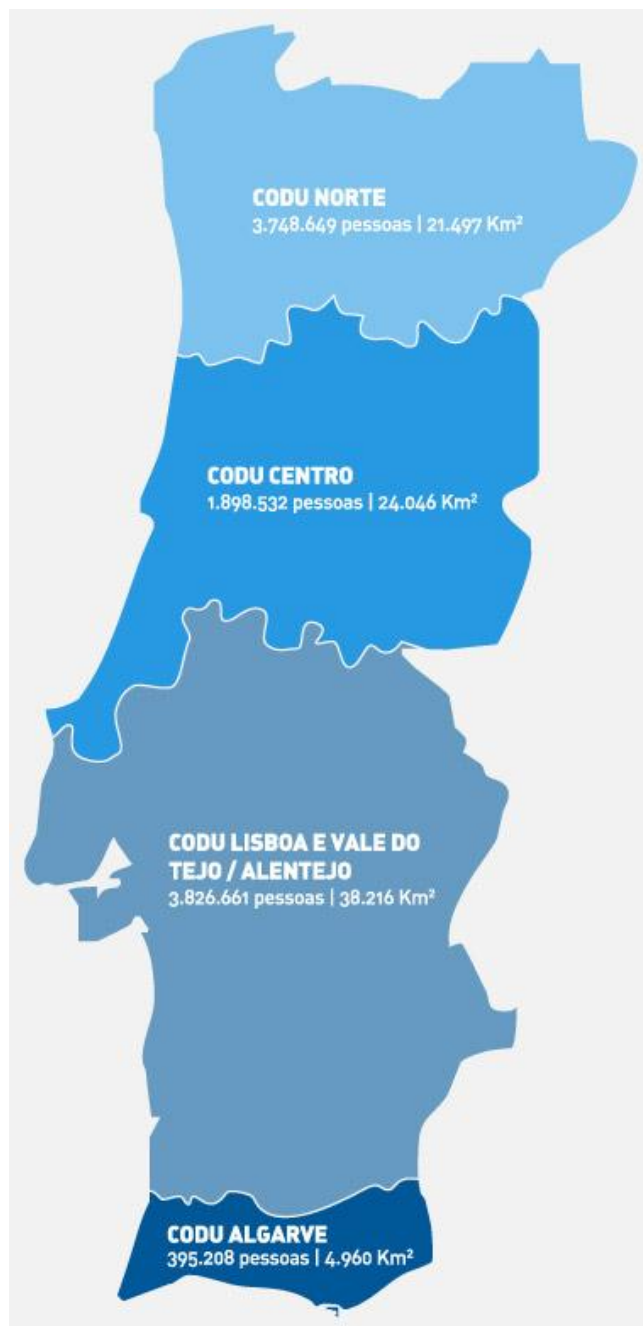 CODU NORTE
3.748.649 pessoas | 21.497 Km²
CODU CENTRO
1.898.532 pessoas | 24.046 Km²
CODU LISBOA E VALE DO
TEJO / ALENTEJO
3.826.661 pessoas | 38.216 Km²
CODU ALGARVE
395.208 pessoas | 4.960 Km²